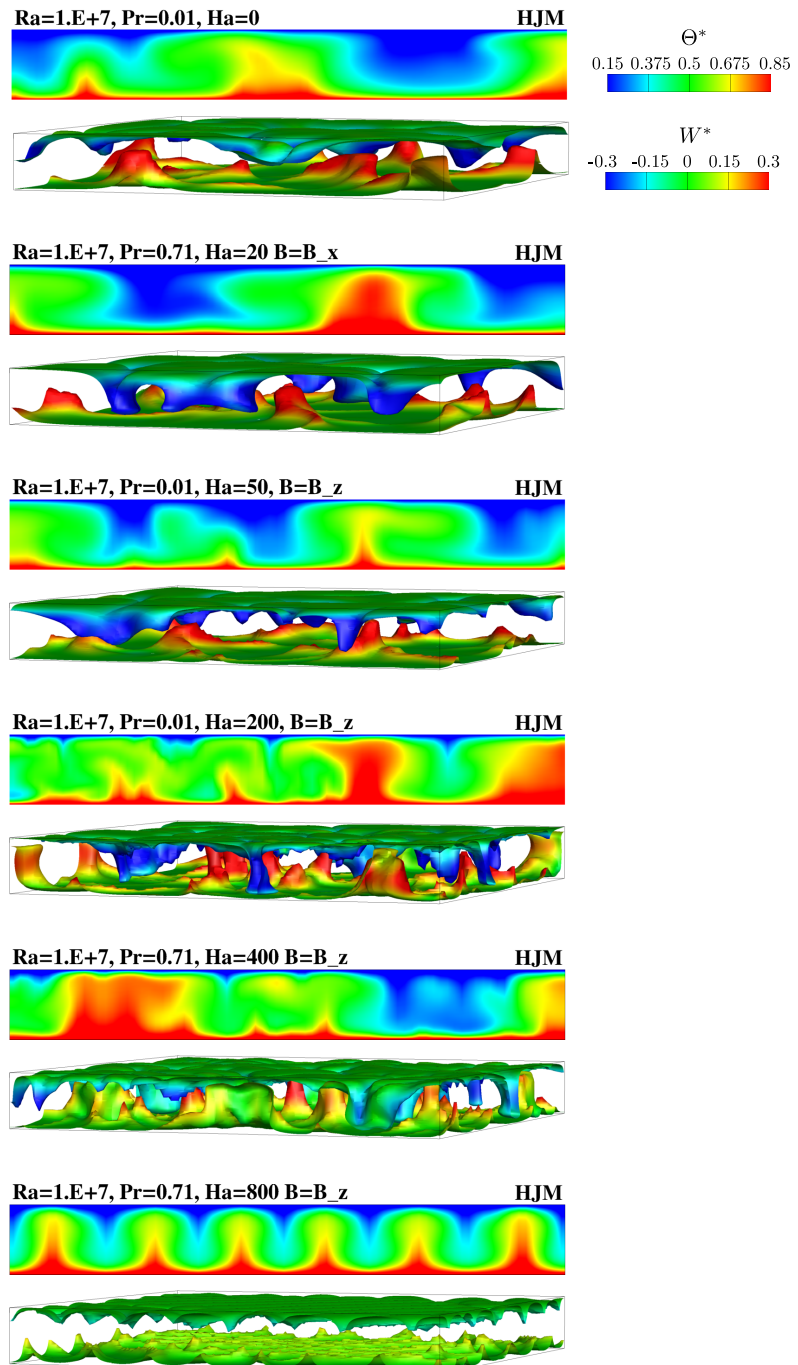 Ra=1.E+7, Pr=0.01, Ha=0 HJM
Θ*
0.15 0.375 0.5 0.675 0.85
W*
-0.3 -0.15 0 0.15 0.3
Ra=1.E+7, Pr=0.71, Ha=20 B=B_x HJM
Ra=1.E+7, Pr=0.01, Ha=50, B=B_z HJM
Ra=1.E+7, Pr=0.01, Ha=200, B=B_z HJM
Ra=1.E+7, Pr=0.71, Ha=400 B=B_z HJM
Ra=1.E+7, Pr=0.71, Ha=800 B=B_z HJM